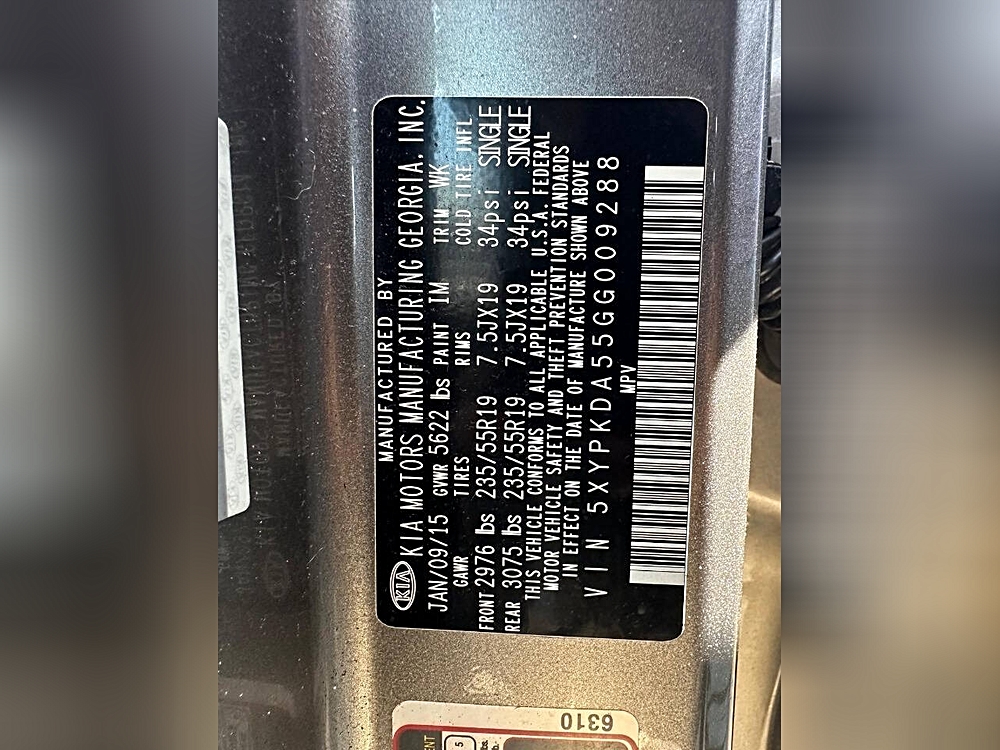 MANUFACTURED BY
KIA KIA MOTORS MANUFACTURING GEORGIA, INC.
JAN/09/15 GVWR 5622 lbs PAINT IM TRIM WK
GAWR TIRES RIMS COLD TIRE INFL
FRONT 2976 lbs 235/55R19 7.5JX19 34psi SINGLE
REAR 3075 lbs 235/55R19 7.5JX19 34psi SINGLE
THIS VEHICLE CONFORMS TO ALL APPLICABLE U.S.A. FEDERAL
MOTOR VEHICLE SAFETY AND THEFT PREVENTION STANDARDS
IN EFFECT ON THE DATE OF MANUFACTURE SHOWN ABOVE
VIN 5XYPKDA55GG009288
MPV
6310
5